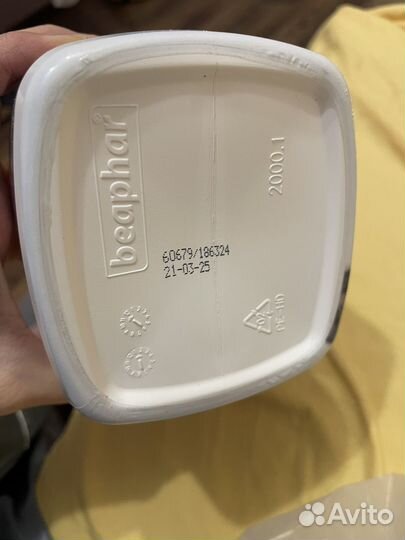 beaphar
2000.1
60679/186324
21-03-25
PE-HD
Avito